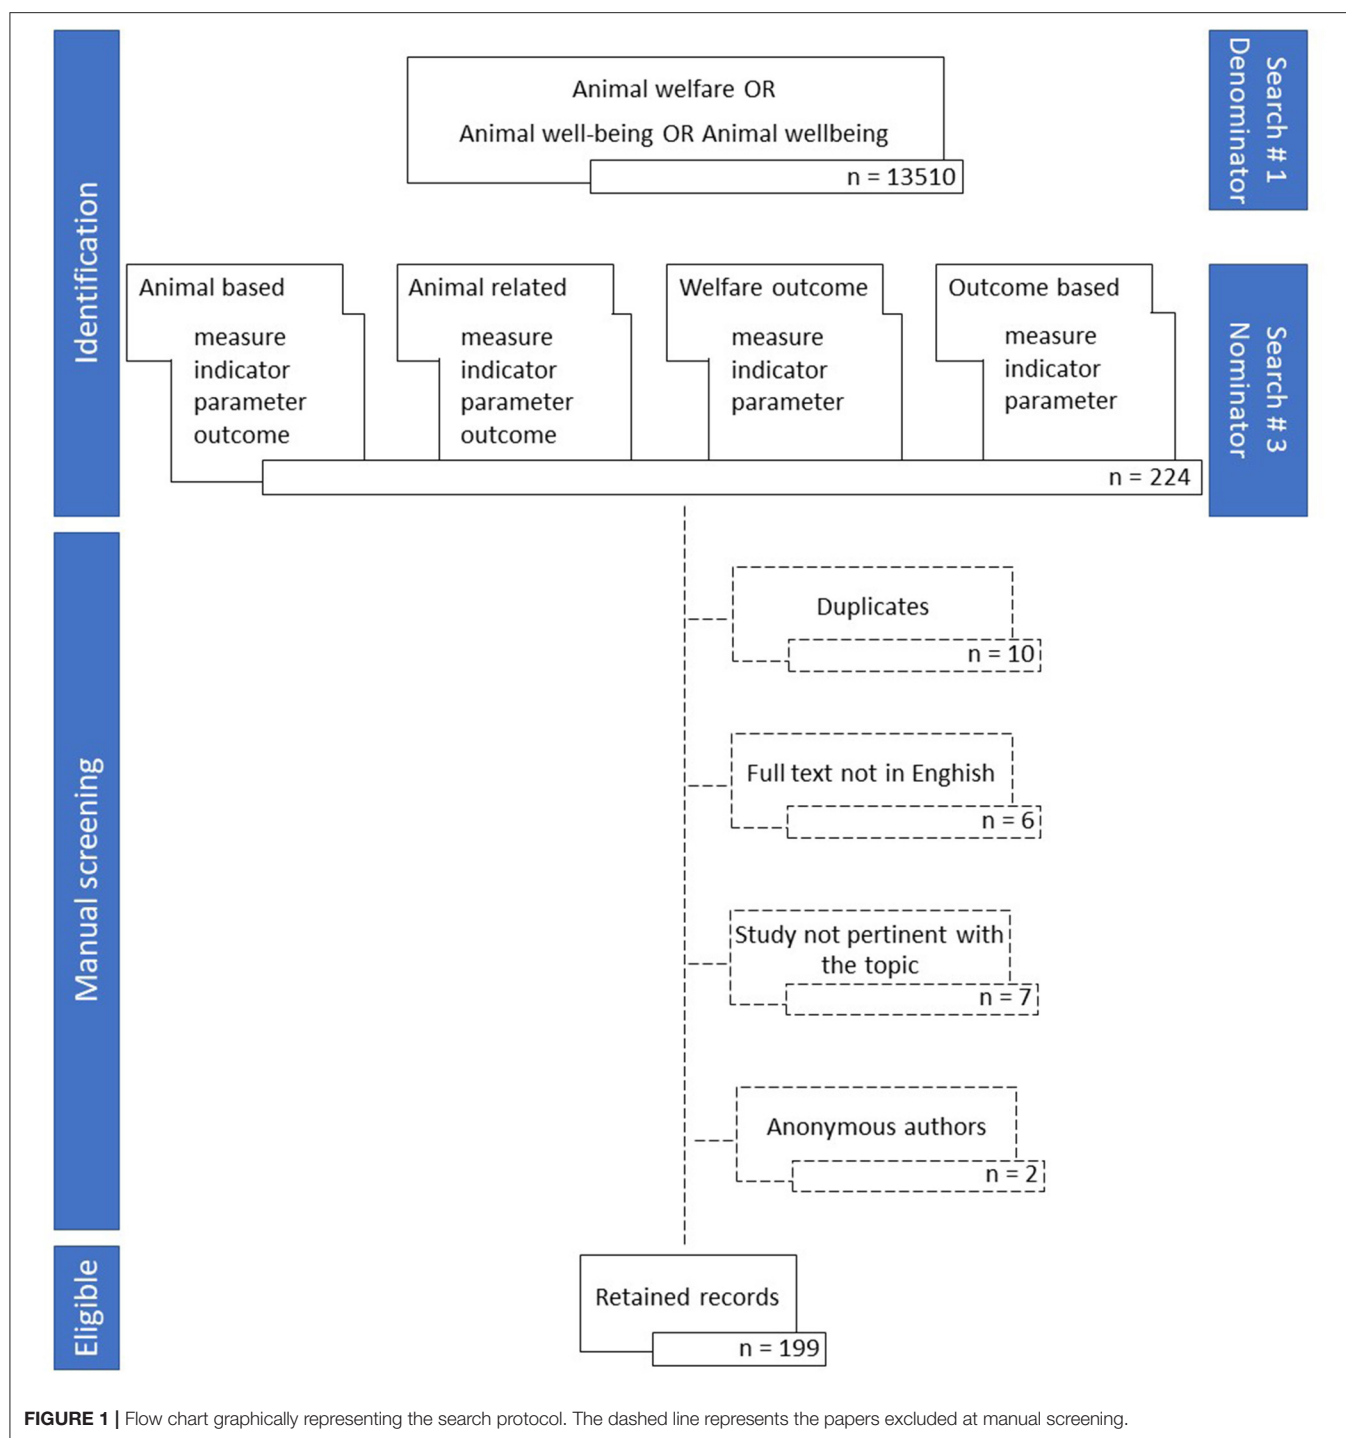 Identification
Animal welfare OR
Animal well-being OR Animal wellbeing
n = 13510
Search # 1
Denominator
Animal based
measure
indicator
parameter
outcome
Animal related
measure
indicator
parameter
outcome
Welfare outcome
measure
indicator
parameter
Outcome based
measure
indicator
parameter
n = 224
Search # 3
Nominator
Manual screening
Duplicates
n = 10
Full text not in Enghish
n = 6
Study not pertinent with
the topic
n = 7
Anonymous authors
n = 2
Eligible
Retained records
n = 199
FIGURE 1 | Flow chart graphically representing the search protocol. The dashed line represents the papers excluded at manual screening.